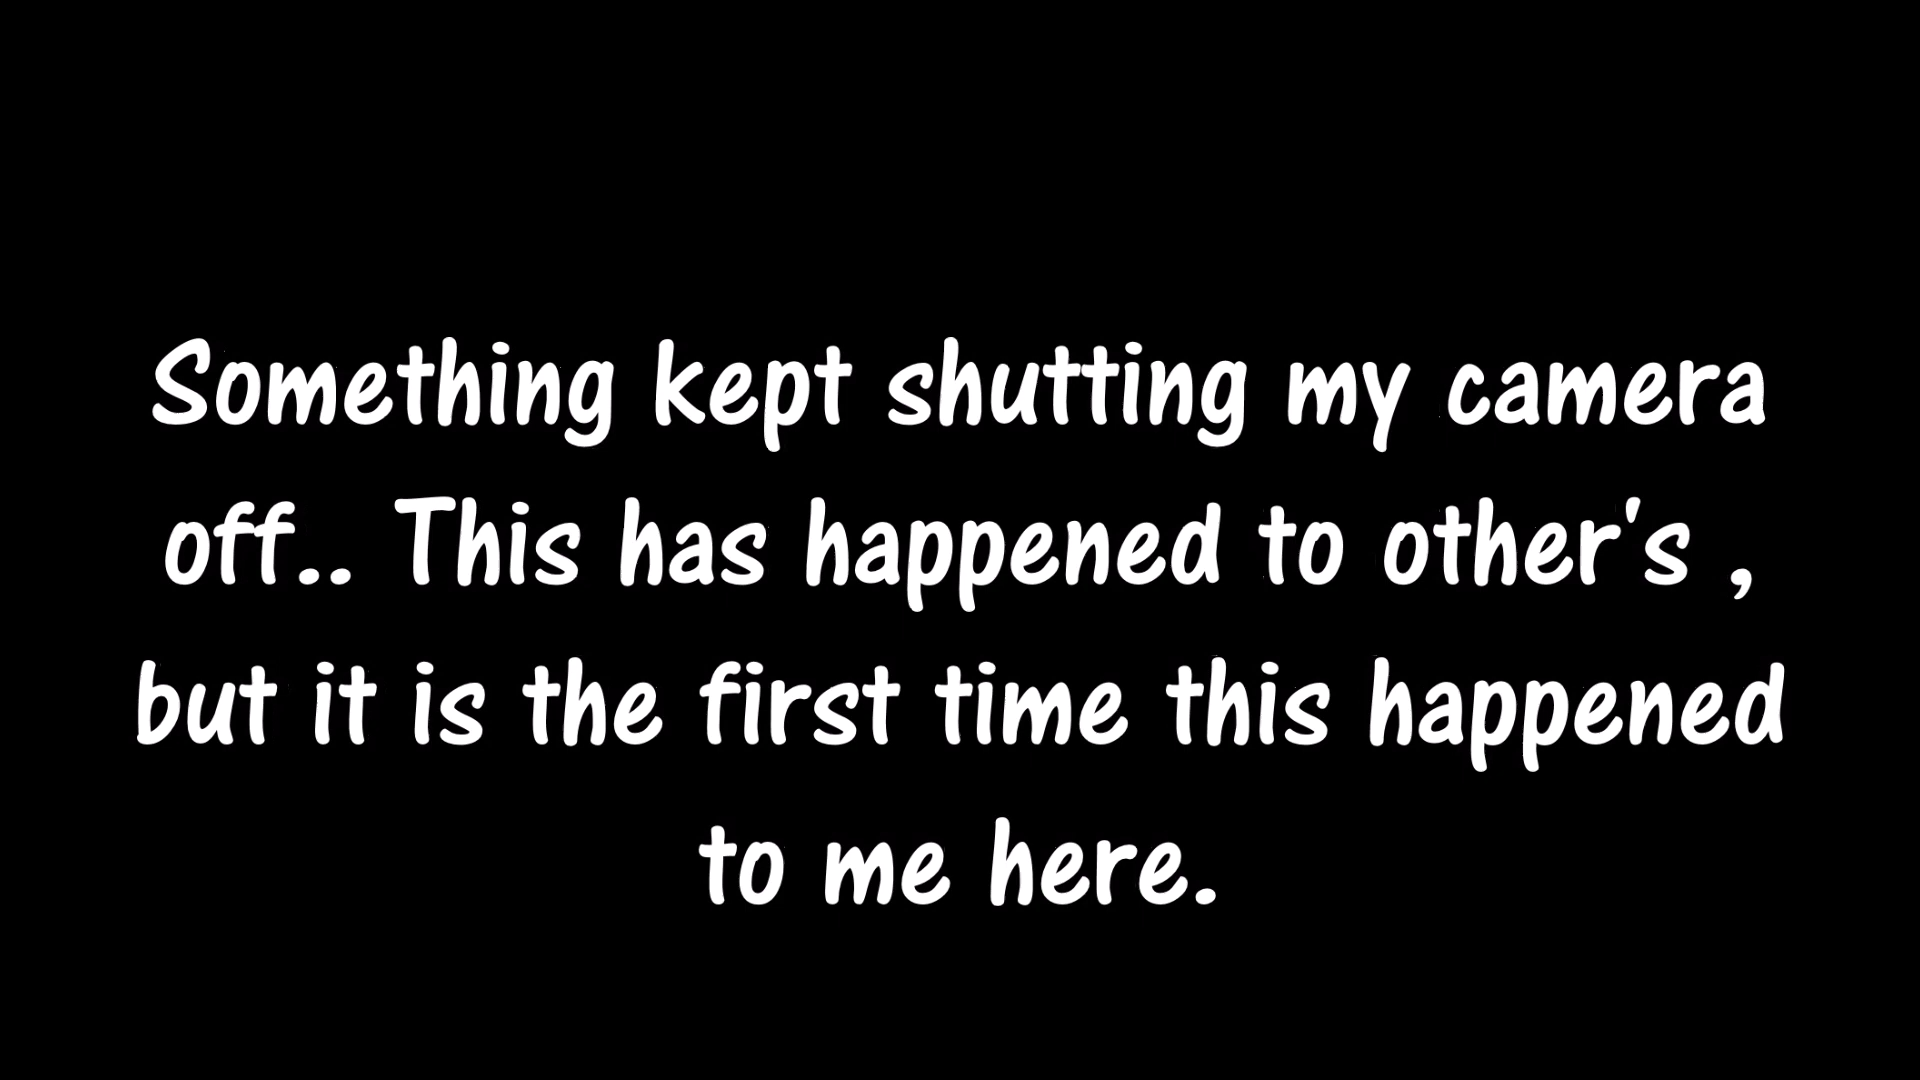 Something kept shutting my camera
off.. This has happened to other's ,
but it is the first time this happened
to me here.